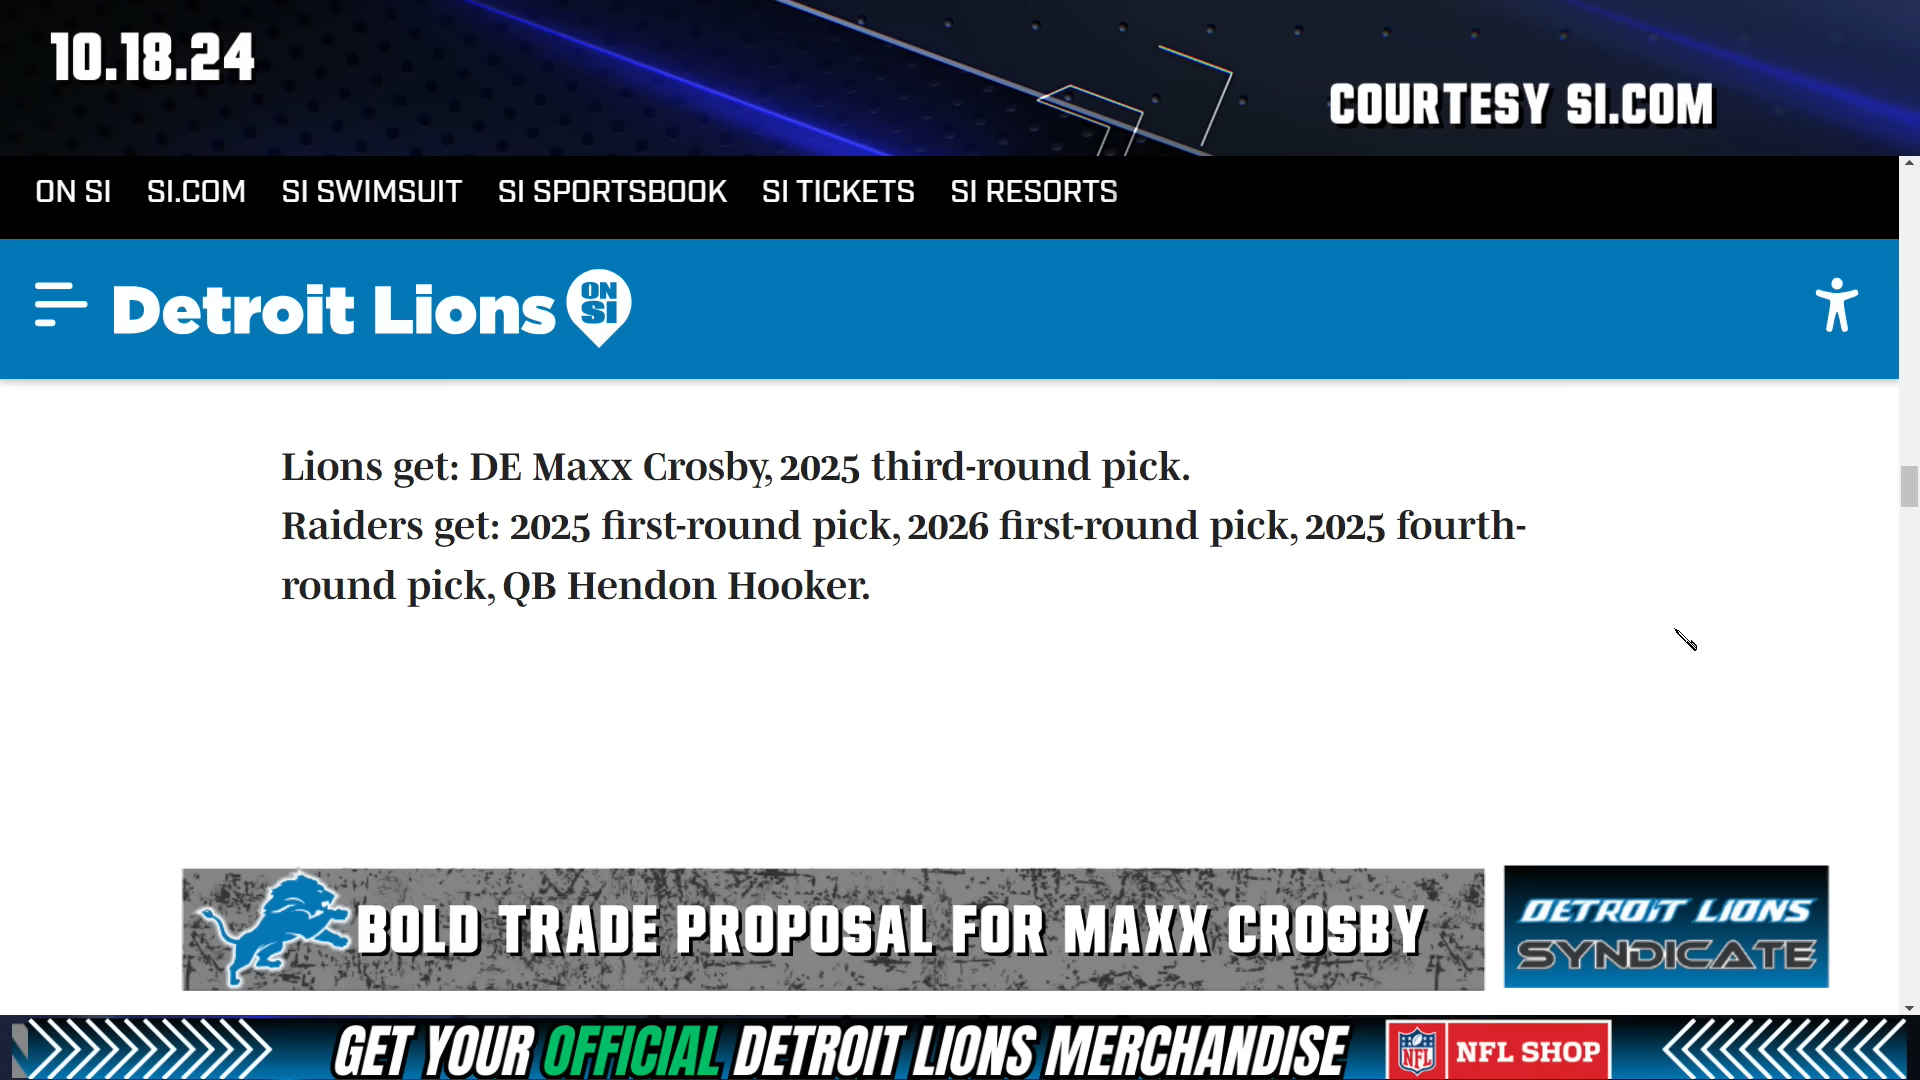 10.18.24
COURTESY SI.COM
ON SI SI.COM SI SWIMSUIT SI SPORTSBOOK SI TICKETS SI RESORTS
Detroit Lions ON SI
Lions get: DE Maxx Crosby, 2025 third-round pick.
Raiders get: 2025 first-round pick, 2026 first-round pick, 2025 fourth-
round pick, QB Hendon Hooker.
BOLD TRADE PROPOSAL FOR MAXX CROSBY
DETROIT LIONS
SYNDICATE
GET YOUR OFFICIAL DETROIT LIONS MERCHANDISE NFL NFL SHOP